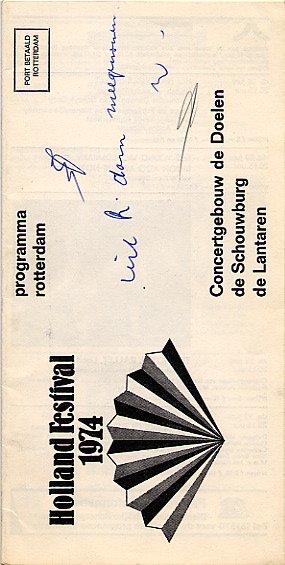 Holland Festival
1974
programma
rotterdam
PORT BETAALD
ROTTERDAM
Concertgebouw de Doelen
de Schouwburg
de Lantaren